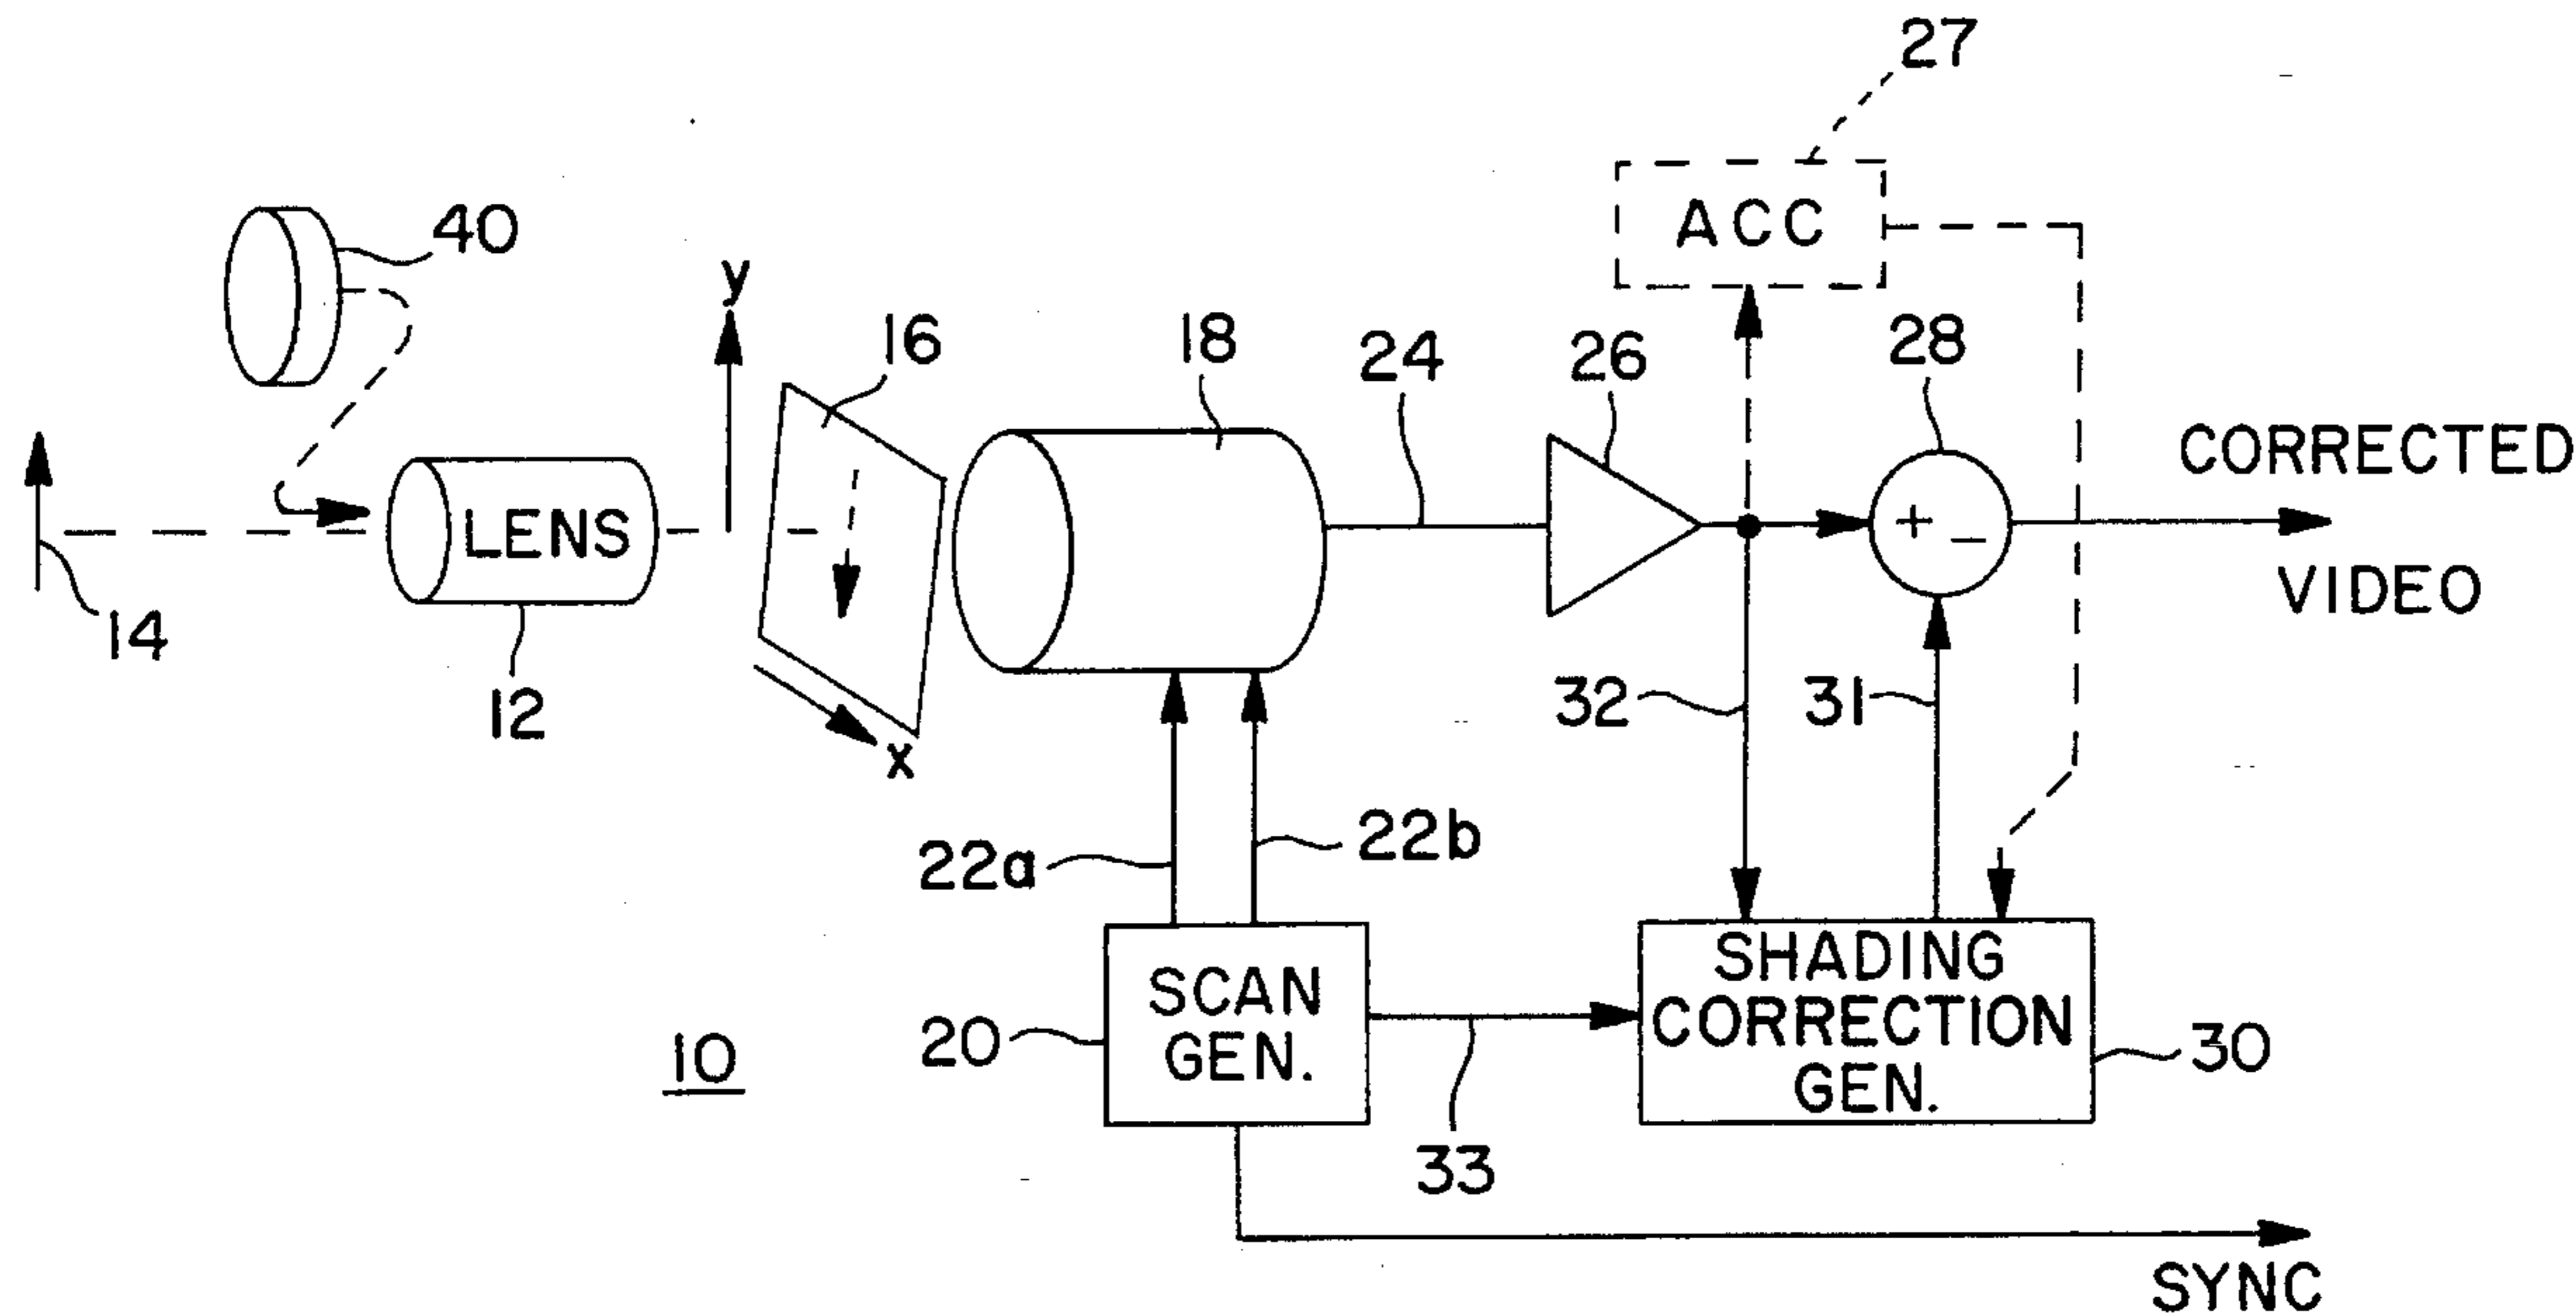 27
ACC
40
y
16
18
24
26
28
CORRECTED
VIDEO
LENS
14
12
x
32
31
22a
22b
SCAN
GEN.
SHADING
CORRECTION
GEN.
20
10
30
33
SYNC
+
−